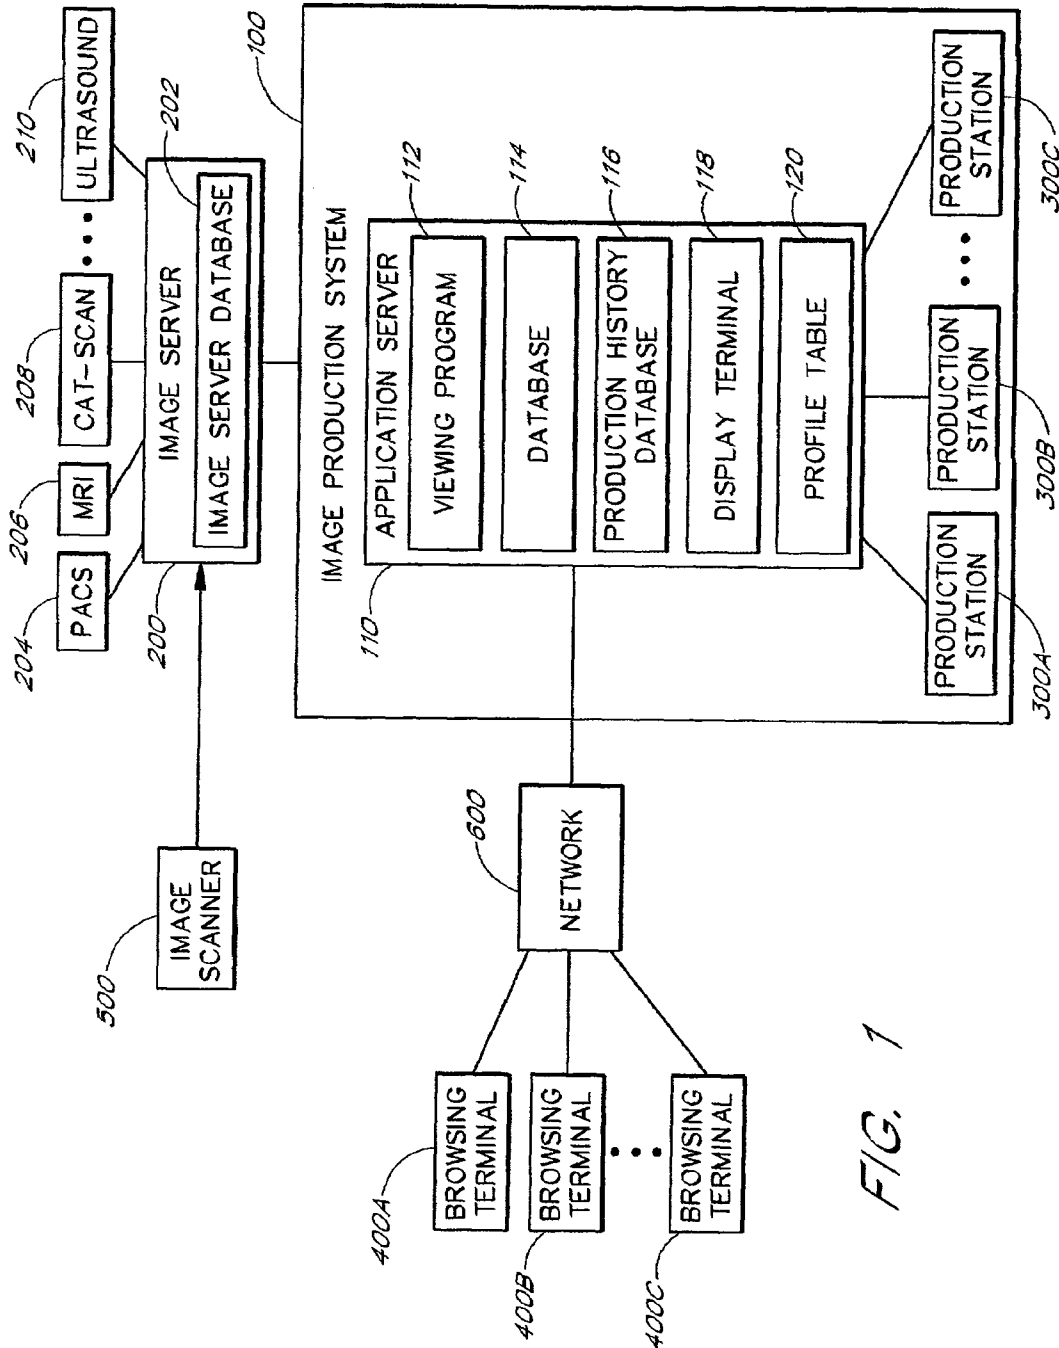 210
ULTRASOUND
208
CAT-SCAN
206
MRI
204
PACS
IMAGE SERVER
202
IMAGE SERVER DATABASE
200
500
IMAGE
SCANNER
100
IMAGE PRODUCTION SYSTEM
APPLICATION SERVER
112
VIEWING PROGRAM
114
DATABASE
116
PRODUCTION HISTORY
DATABASE
118
DISPLAY TERMINAL
120
PROFILE TABLE
110
PRODUCTION
STATION
300A
PRODUCTION
STATION
300B
PRODUCTION
STATION
300C
600
NETWORK
400A
BROWSING
TERMINAL
400B
BROWSING
TERMINAL
400C
BROWSING
TERMINAL
FIG. 1